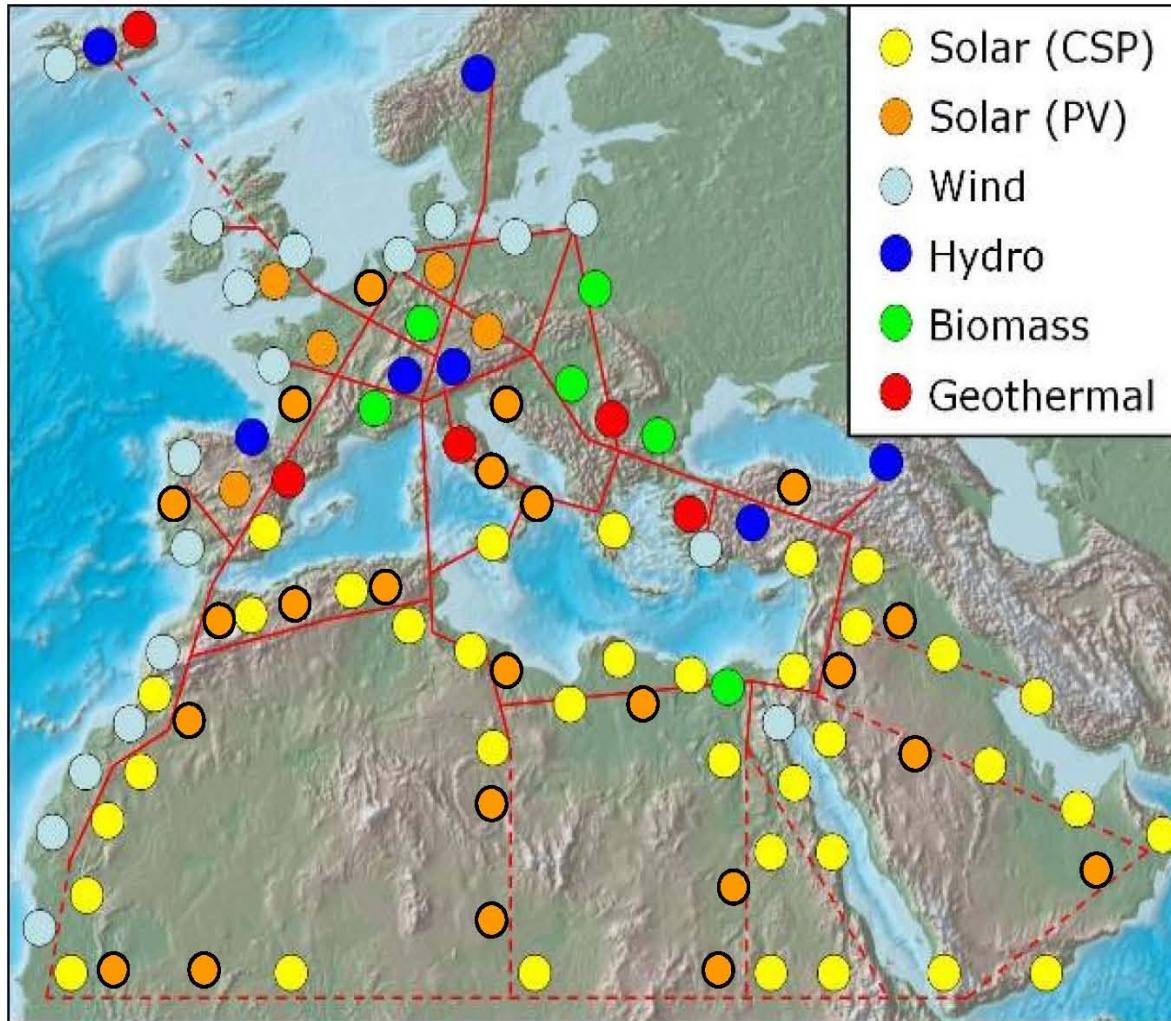 Solar (CSP)
Solar (PV)
Wind
Hydro
Biomass
Geothermal